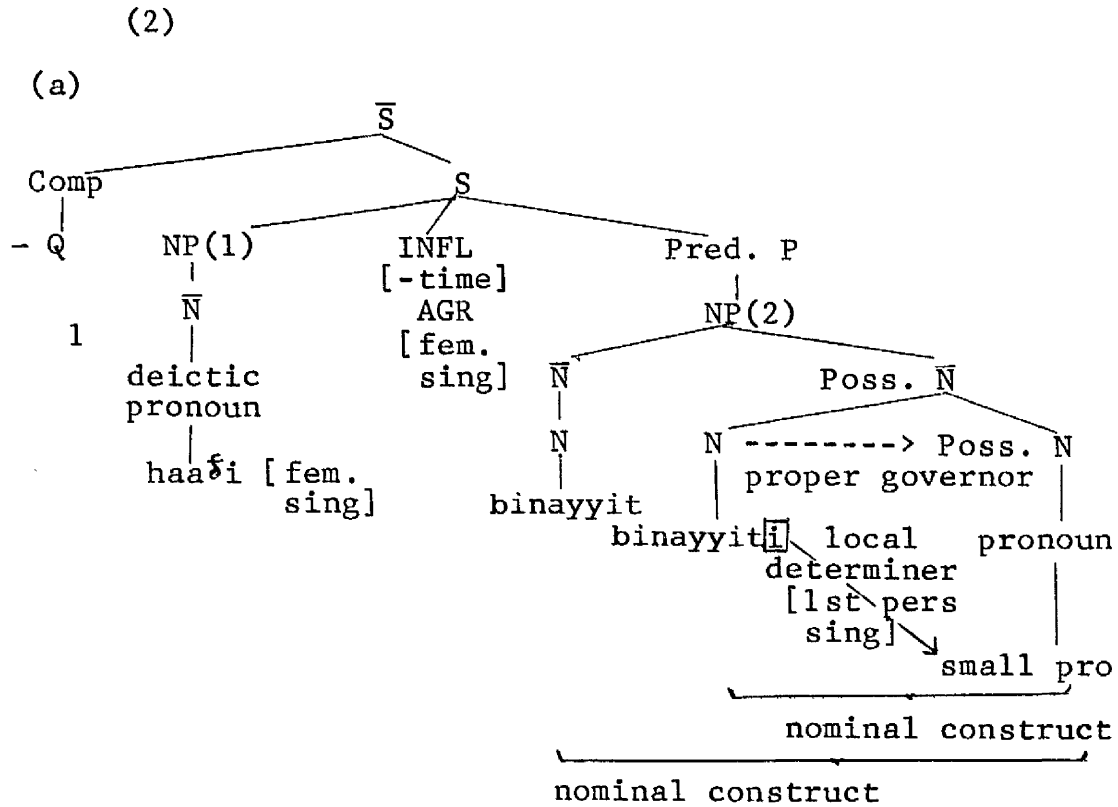 (2)
(a)
S̅
Comp S
- Q NP(1) INFL Pred. P
[-time]
N̅ AGR NP(2)
1 [fem.
deictic sing] N̅ Poss. N̅
pronoun
N N --------> Poss. N
haaʕi [fem. proper governor
sing] binayyit
binayyiti local pronoun
determiner
[1st pers
sing]
small pro
nominal construct
nominal construct